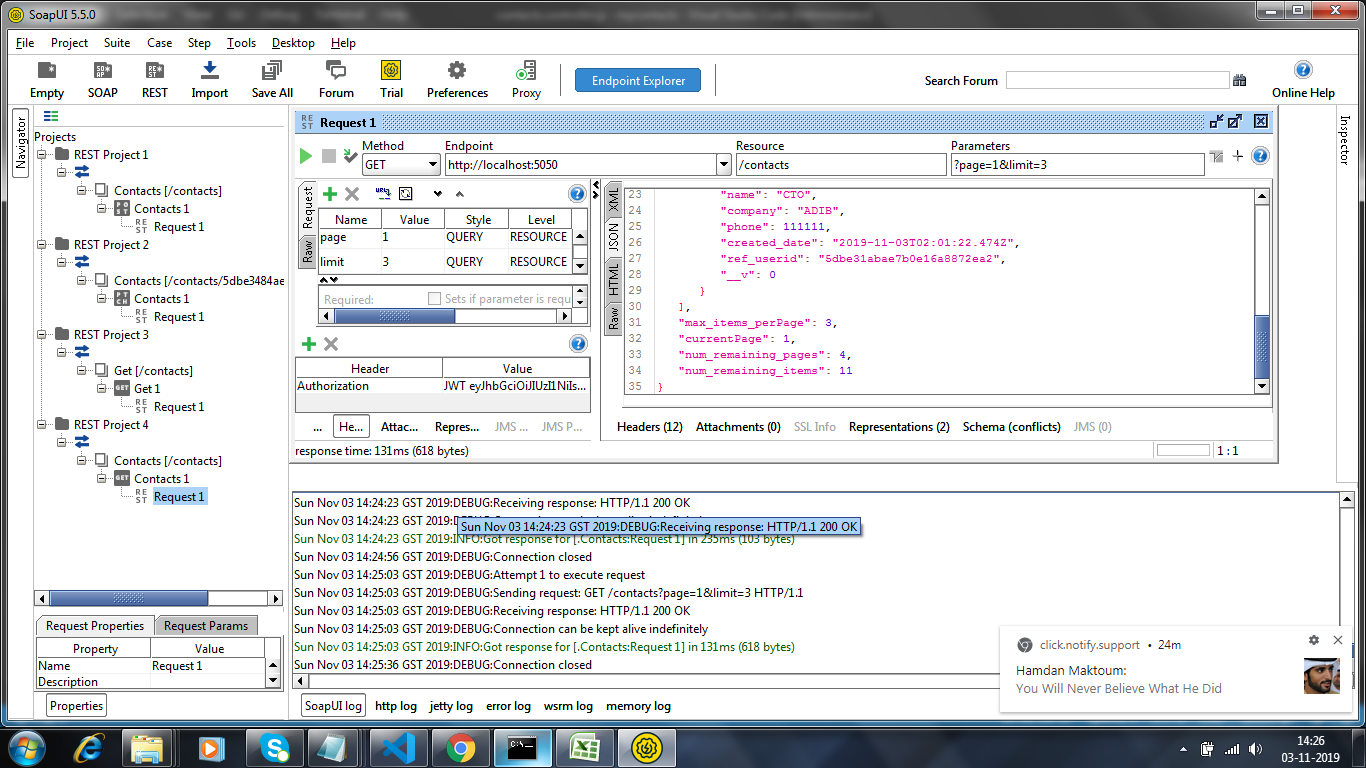 SoapUI 5.5.0
File Project Suite Case Step Tools Desktop Help
Empty SOAP REST Import Save All Forum Trial Preferences Proxy Endpoint Explorer Search Forum Online Help
Navigator
Projects
REST Project 1
Contacts [/contacts]
Contacts 1
Request 1
REST Project 2
Contacts [/contacts/5dbe3484ae
Contacts 1
Request 1
REST Project 3
Get [/contacts]
Get 1
Request 1
REST Project 4
Contacts [/contacts]
Contacts 1
Request 1
Request Properties Request Params
Property Value
Name Request 1
Description
Properties
REST Request 1
Method Endpoint Resource Parameters
GET http://localhost:5050 /contacts ?page=1&limit=3
Request
Raw
Name Value Style Level
page 1 QUERY RESOURCE
limit 3 QUERY RESOURCE
Required: Sets if parameter is requ
Header Value
Authorization JWT eyJhbGciOiJIUzI1NiIs...
... He... Attac... Repres... JMS ... JMS P...
XML
JSON
HTML
Raw
23 "name": "CTO",
24 "company": "ADIB",
25 "phone": 111111,
26 "created_date": "2019-11-03T02:01:22.474Z",
27 "ref_userid": "5dbe31abae7b0e16a8872ea2",
28 "__v": 0
29 }
30 ],
31 "max_items_perPage": 3,
32 "currentPage": 1,
33 "num_remaining_pages": 4,
34 "num_remaining_items": 11
35 }
Headers (12) Attachments (0) SSL Info Representations (2) Schema (conflicts) JMS (0)
response time: 131ms (618 bytes) 1 : 1
Inspector
Sun Nov 03 14:24:23 GST 2019:DEBUG:Receiving response: HTTP/1.1 200 OK
Sun Nov 03 14:24:23 GST 2019:D
Sun Nov 03 14:24:23 GST 2019:DEBUG:Receiving response: HTTP/1.1 200 OK
Sun Nov 03 14:24:23 GST 2019:INFO:Got response for [.Contacts:Request 1] in 235ms (103 bytes)
Sun Nov 03 14:24:56 GST 2019:DEBUG:Connection closed
Sun Nov 03 14:25:03 GST 2019:DEBUG:Attempt 1 to execute request
Sun Nov 03 14:25:03 GST 2019:DEBUG:Sending request: GET /contacts?page=1&limit=3 HTTP/1.1
Sun Nov 03 14:25:03 GST 2019:DEBUG:Receiving response: HTTP/1.1 200 OK
Sun Nov 03 14:25:03 GST 2019:DEBUG:Connection can be kept alive indefinitely
Sun Nov 03 14:25:03 GST 2019:INFO:Got response for [.Contacts:Request 1] in 131ms (618 bytes)
Sun Nov 03 14:25:36 GST 2019:DEBUG:Connection closed
SoapUI log http log jetty log error log wsrm log memory log
click.notify.support • 24m
Hamdan Maktoum:
You Will Never Believe What He Did
14:26
03-11-2019